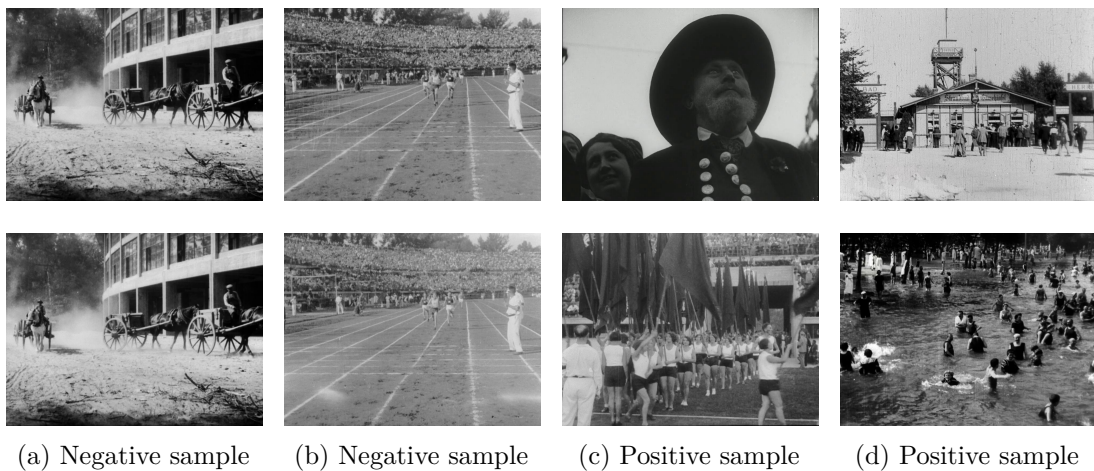 (a) Negative sample
(b) Negative sample
(c) Positive sample
(d) Positive sample